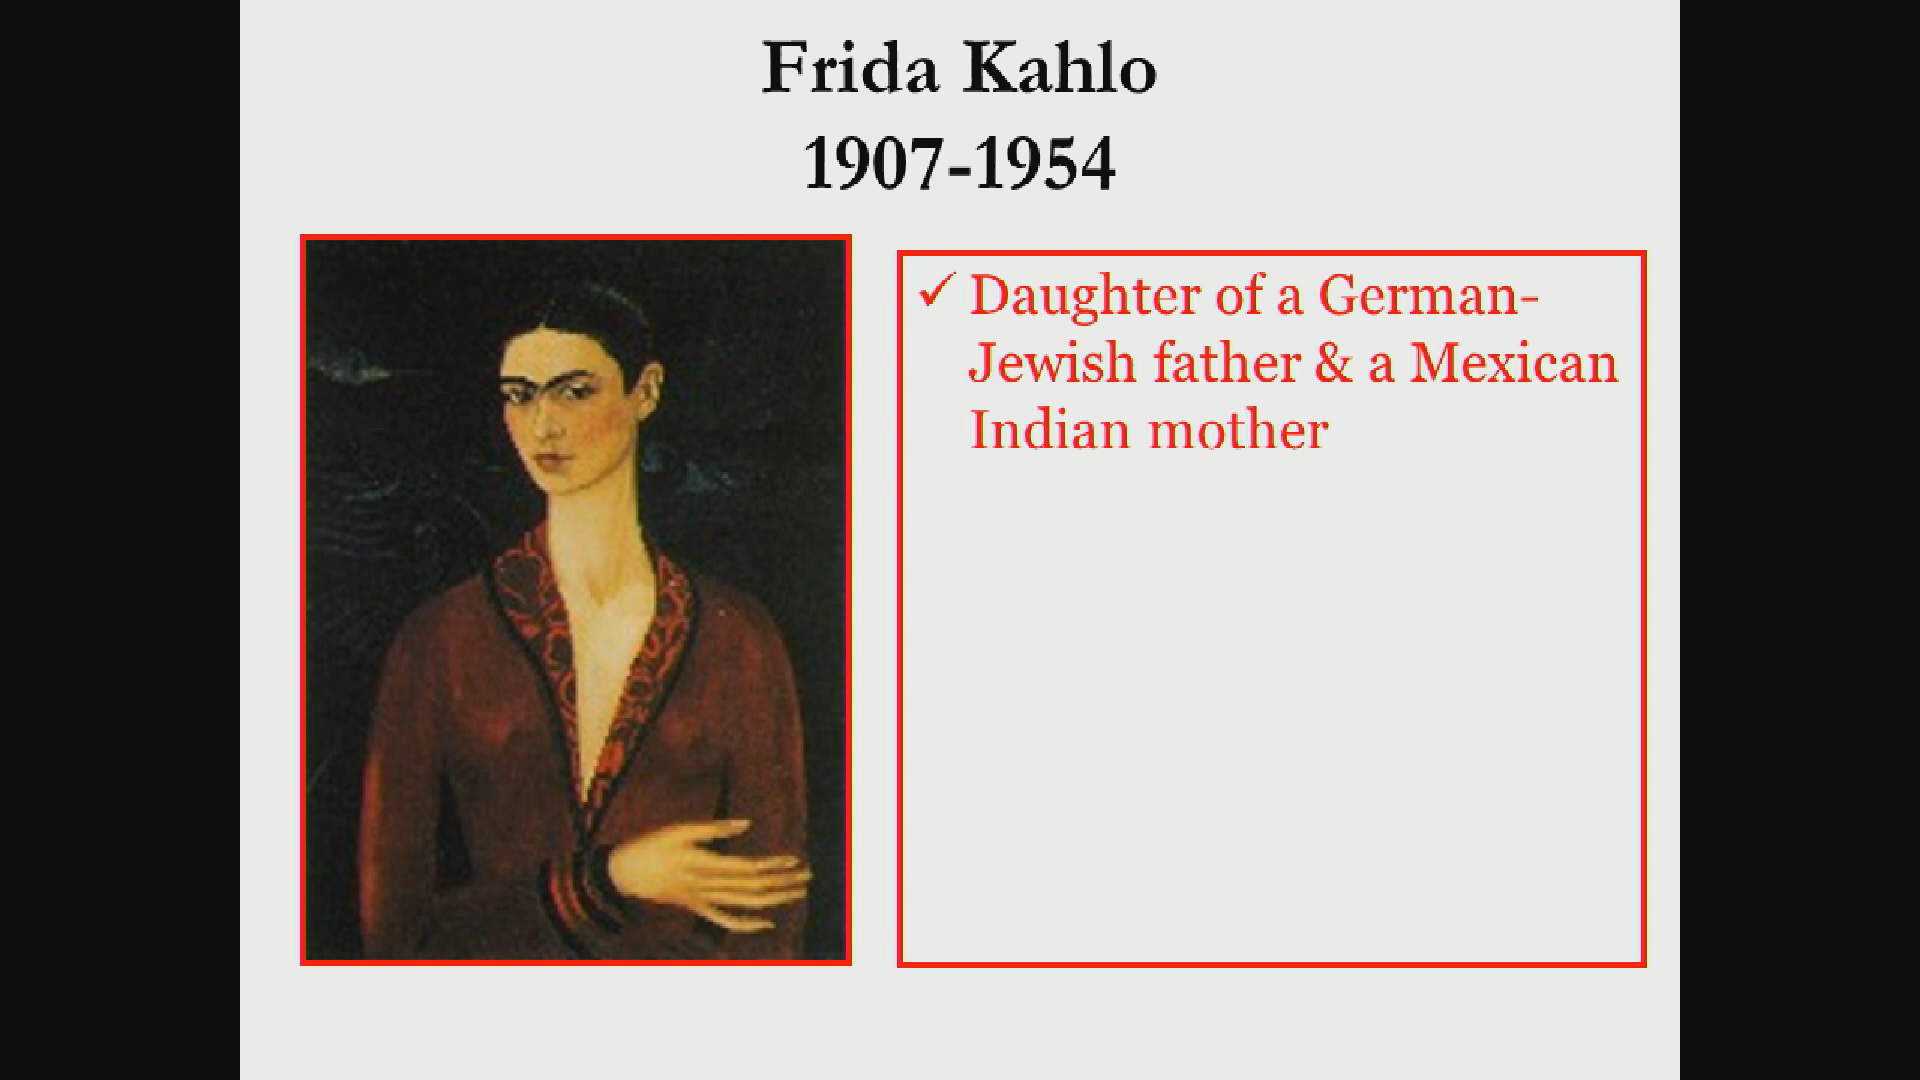 Frida Kahlo
1907-1954
✓ Daughter of a German-
Jewish father & a Mexican
Indian mother